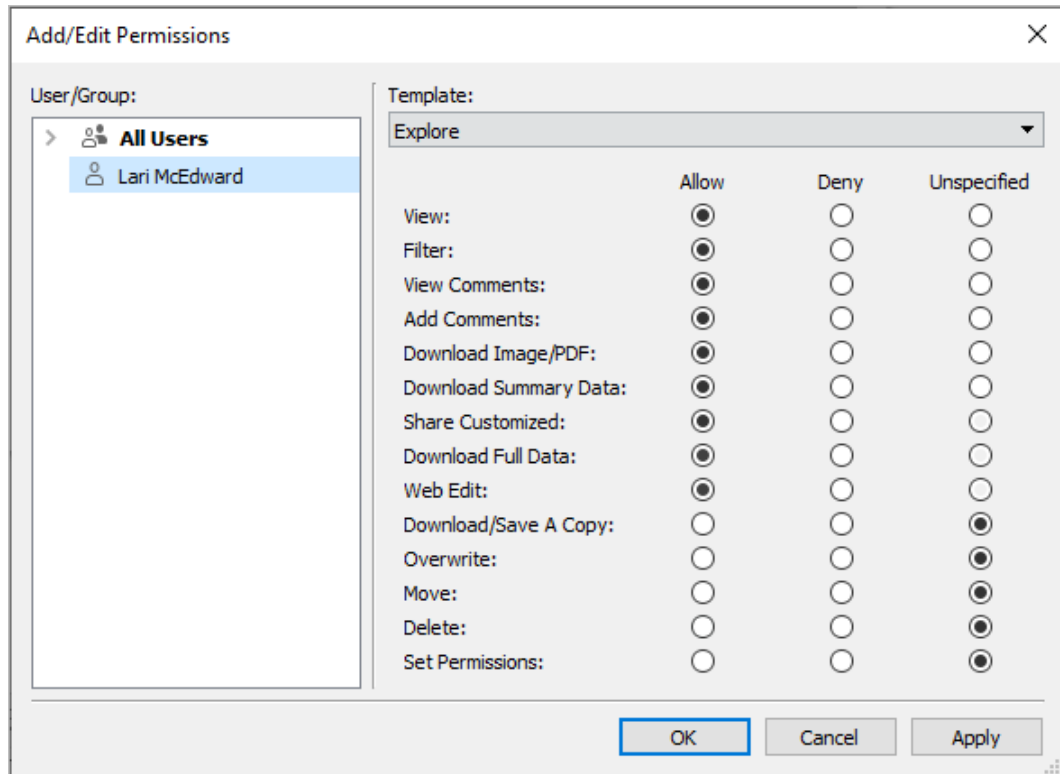 Add/Edit Permissions
User/Group:
All Users
Lari McEdward
Template:
Explore
Allow Deny Unspecified
View:
Filter:
View Comments:
Add Comments:
Download Image/PDF:
Download Summary Data:
Share Customized:
Download Full Data:
Web Edit:
Download/Save A Copy:
Overwrite:
Move:
Delete:
Set Permissions:
OK Cancel Apply